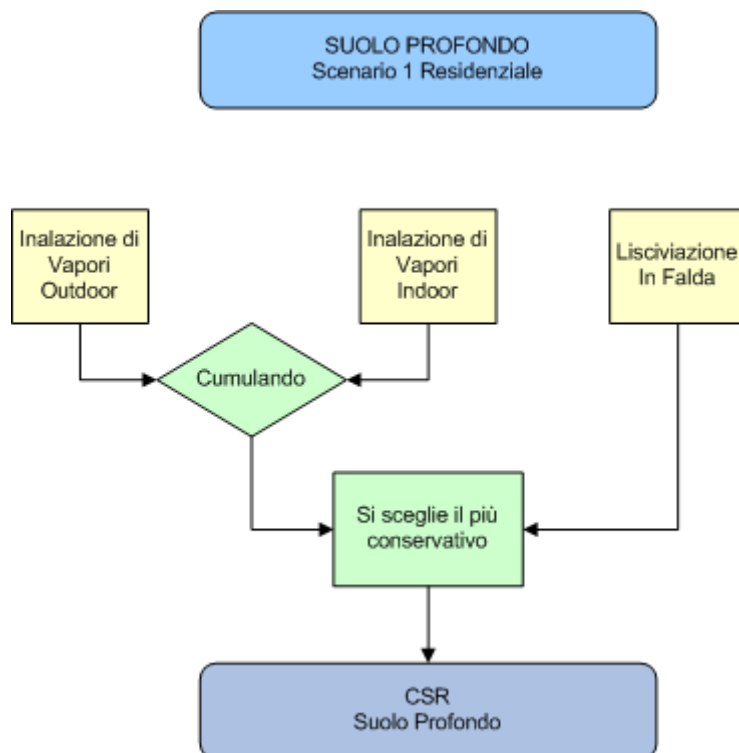 SUOLO PROFONDO
Scenario 1 Residenziale
Inalazione di
Vapori
Outdoor
Inalazione di
Vapori
Indoor
Lisciviazione
In Falda
Cumulando
Si sceglie il più
conservativo
CSR
Suolo Profondo